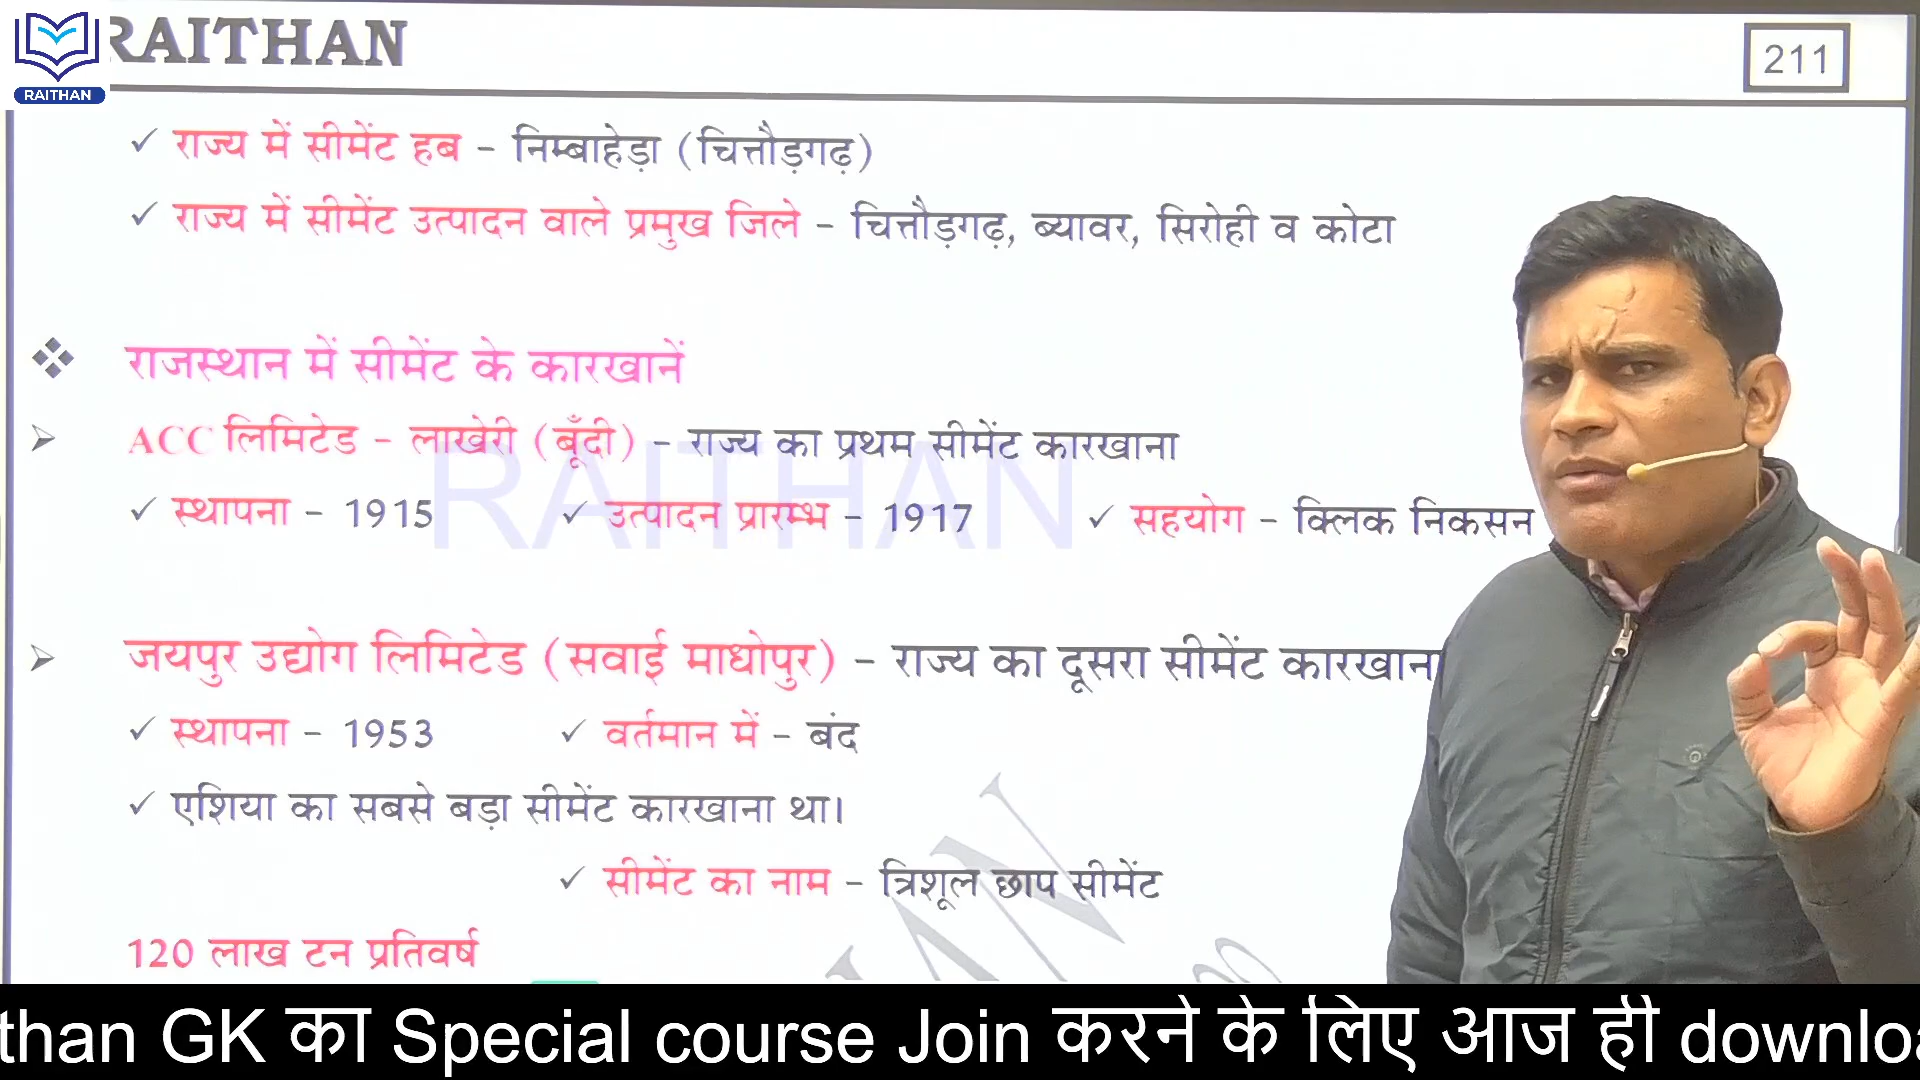 RAITHAN
RAITHAN
211
✓ राज्य में सीमेंट हब - निम्बाहेड़ा (चित्तौड़गढ़)
✓ राज्य में सीमेंट उत्पादन वाले प्रमुख जिले - चित्तौड़गढ़, ब्यावर, सिरोही व कोटा
❖ राजस्थान में सीमेंट के कारखानें
➢ ACC लिमिटेड - लाखेरी (बूँदी) - राज्य का प्रथम सीमेंट कारखाना
✓ स्थापना - 1915 ✓ उत्पादन प्रारम्भ - 1917 ✓ सहयोग - क्लिक निकसन
RAITHAN
➢ जयपुर उद्योग लिमिटेड (सवाई माधोपुर) - राज्य का दूसरा सीमेंट कारखाना
✓ स्थापना - 1953 ✓ वर्तमान में - बंद
✓ एशिया का सबसे बड़ा सीमेंट कारखाना था।
✓ सीमेंट का नाम - त्रिशूल छाप सीमेंट
120 लाख टन प्रतिवर्ष
than GK का Special course Join करने के लिए आज ही downloa